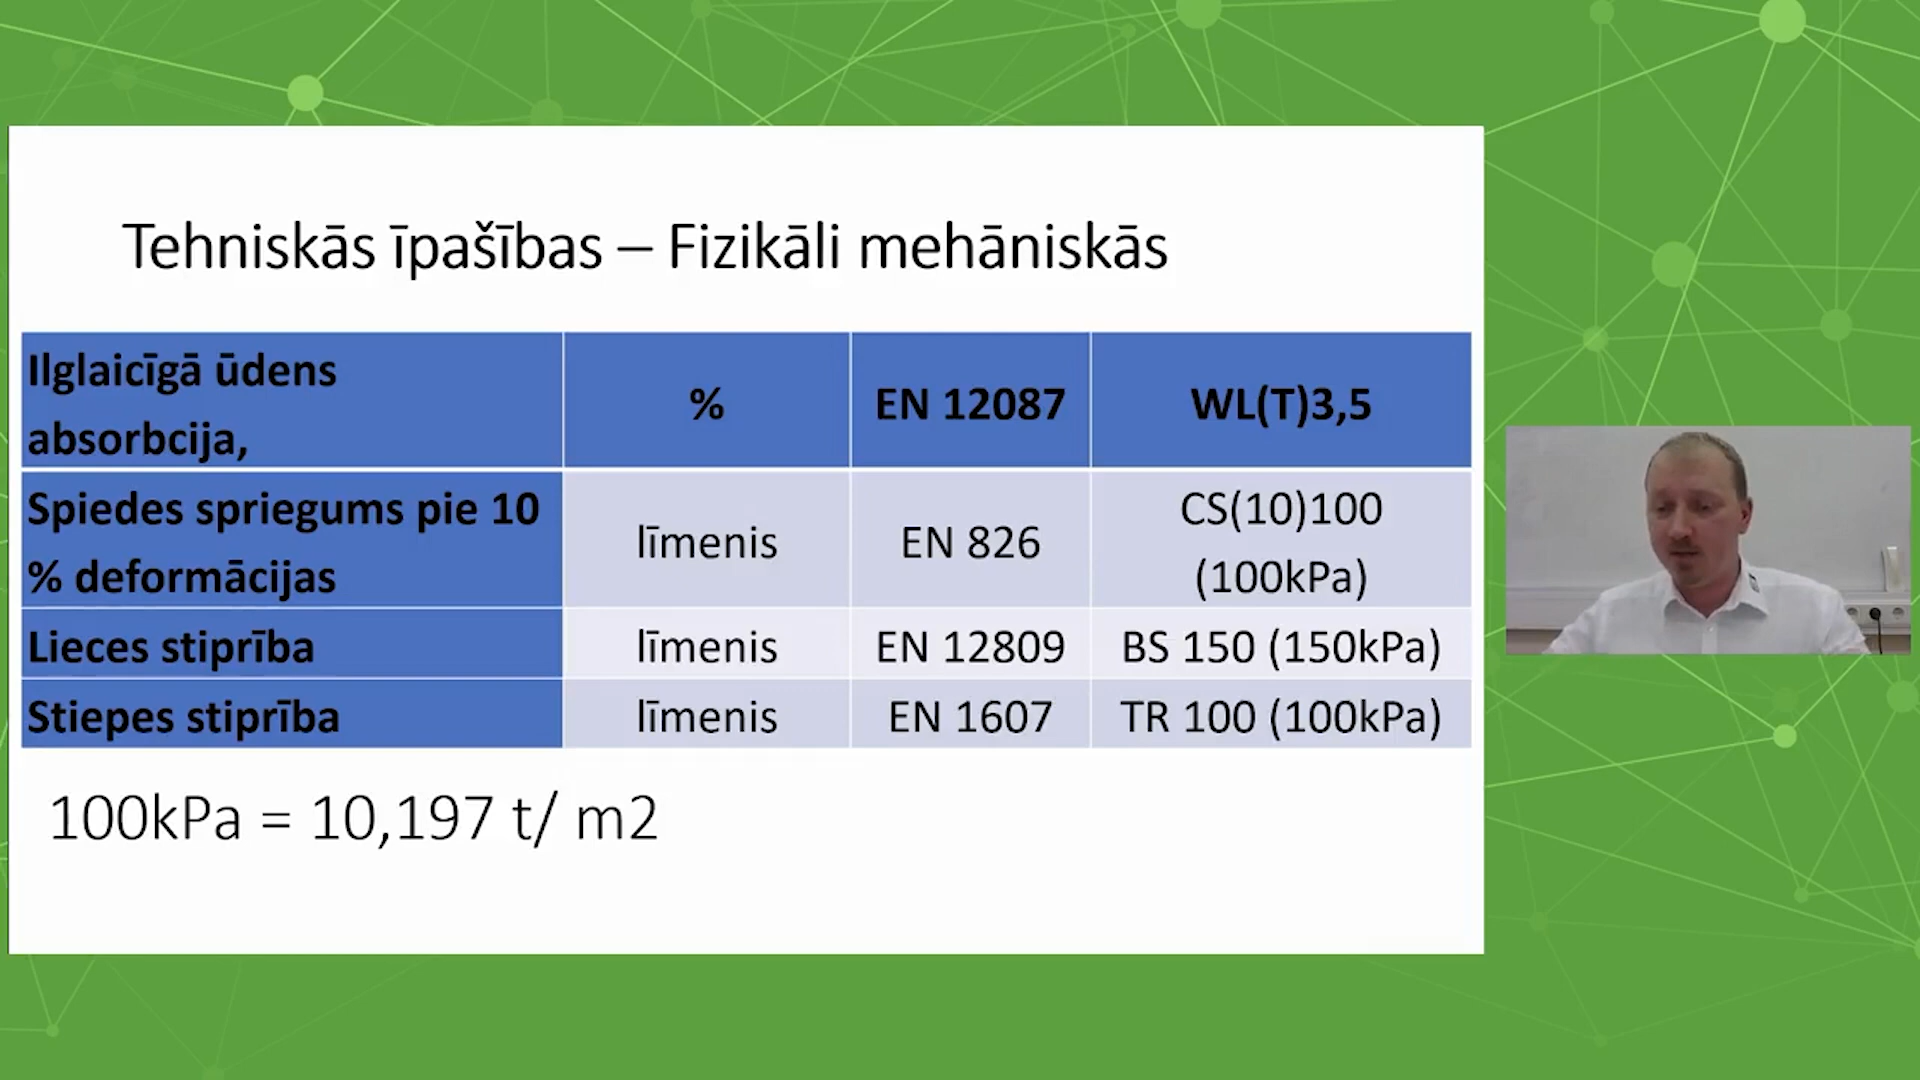 Tehniskās īpašības – Fizikāli mehāniskās
Ilglaicīgā ūdens
absorbcija,
%
EN 12087
WL(T)3,5
Spiedes spriegums pie 10
% deformācijas
līmenis
EN 826
CS(10)100
(100kPa)
Lieces stiprība
līmenis
EN 12809
BS 150 (150kPa)
Stiepes stiprība
līmenis
EN 1607
TR 100 (100kPa)
100kPa = 10,197 t/ m2